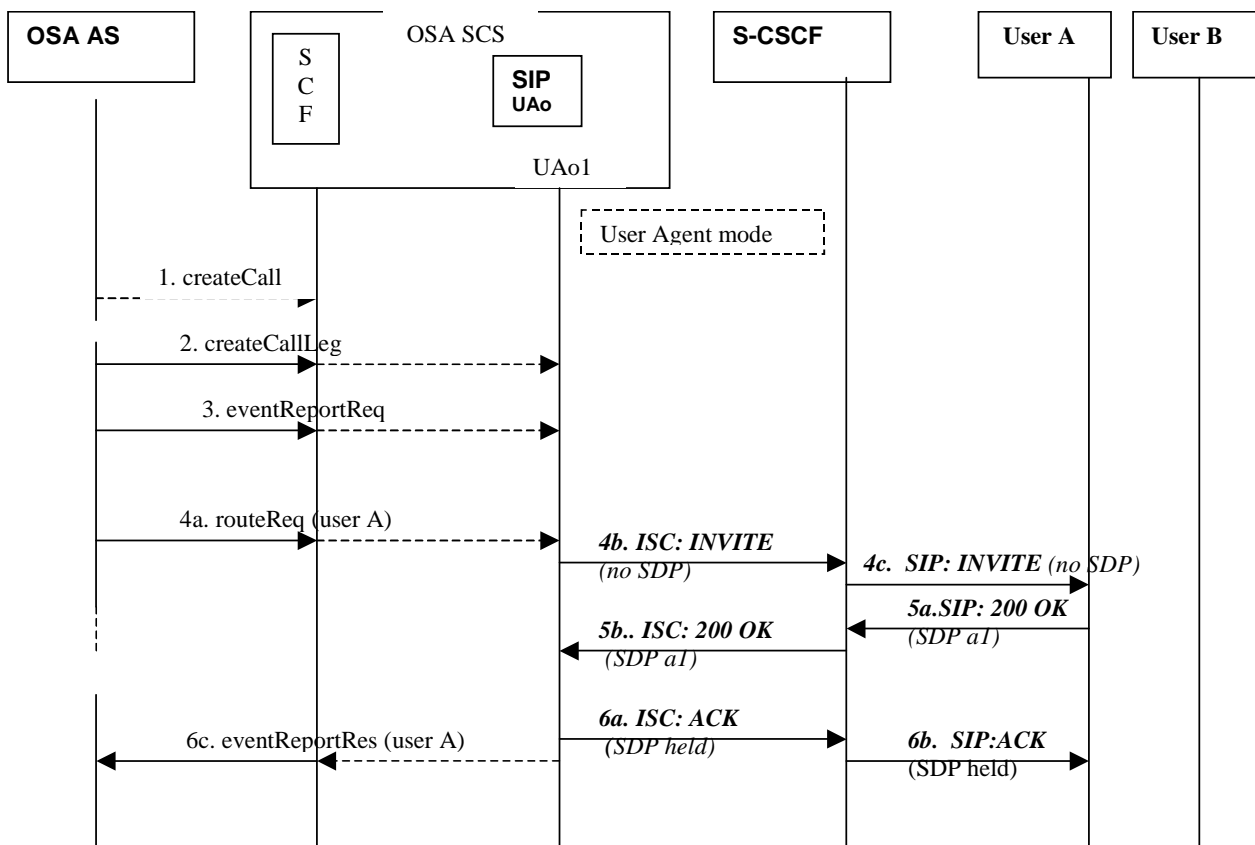 OSA AS
OSA SCS
S-CSCF
User A
User B
S
C
F
SIP
UAo
UAo1
User Agent mode
1. createCall
2. createCallLeg
3. eventReportReq
4a. routeReq (user A)
4b. ISC: INVITE
(no SDP)
4c. SIP: INVITE (no SDP)
5a.SIP: 200 OK
(SDP a1)
5b.. ISC: 200 OK
(SDP a1)
6a. ISC: ACK
(SDP held)
6c. eventReportRes (user A)
6b. SIP:ACK
(SDP held)